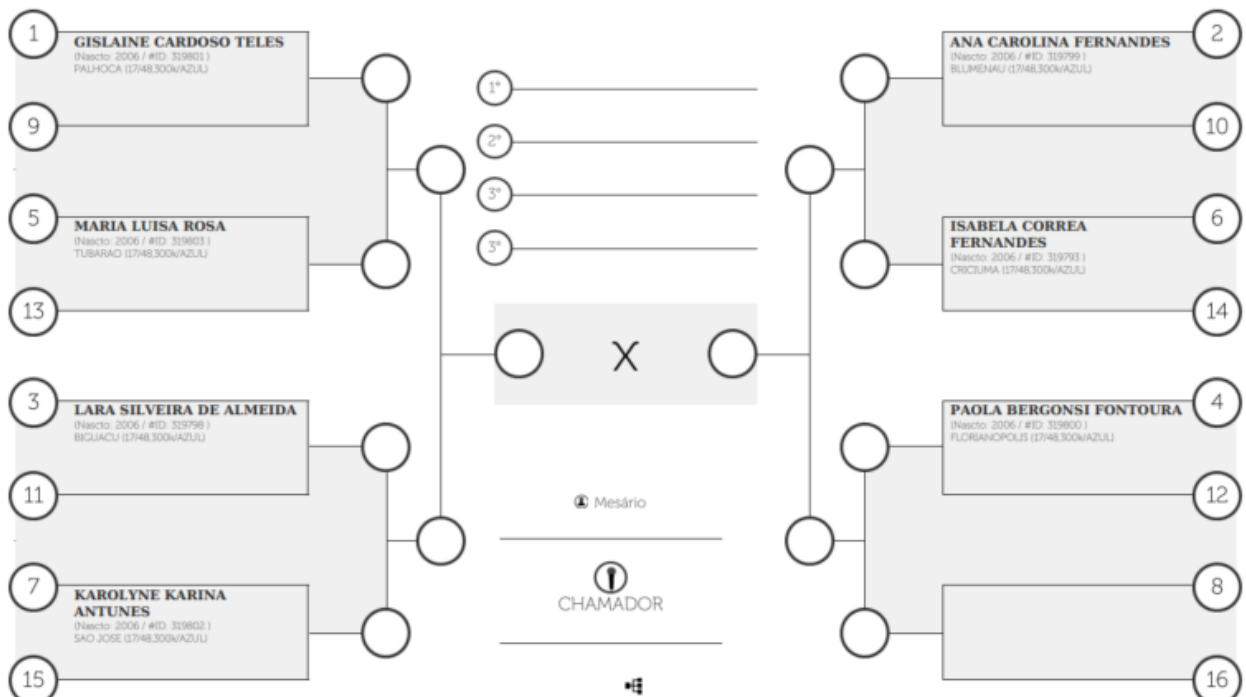 1
GISLAINE CARDOSO TELES
(Nascto: 2006 / #ID: 319801 )
PALHOCA (17/48,300k/AZUL)
9
5
MARIA LUISA ROSA
(Nascto: 2006 / #ID: 319803 )
TUBARAO (17/48,300k/AZUL)
13
3
LARA SILVEIRA DE ALMEIDA
(Nascto: 2006 / #ID: 319798 )
BIGUACU (17/48,300k/AZUL)
11
7
KAROLYNE KARINA
ANTUNES
(Nascto: 2006 / #ID: 319802 )
SAO JOSE (17/48,300k/AZUL)
15
1°
2°
3°
3°
X
Mesário
CHAMADOR
2
ANA CAROLINA FERNANDES
(Nascto: 2006 / #ID: 319799 )
BLUMENAU (17/48,300k/AZUL)
10
6
ISABELA CORREA
FERNANDES
(Nascto: 2006 / #ID: 319793 )
CRICIUMA (17/48,300k/AZUL)
14
4
PAOLA BERGONSI FONTOURA
(Nascto: 2006 / #ID: 319800 )
FLORIANOPOLIS (17/48,300k/AZUL)
12
8
16